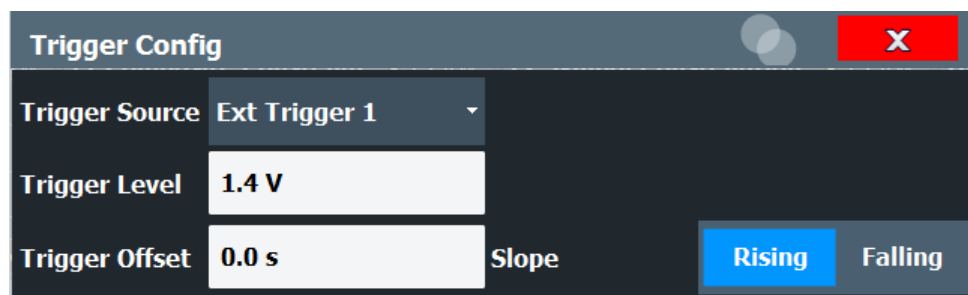 Trigger Config X
Trigger Source Ext Trigger 1
Trigger Level 1.4 V
Trigger Offset 0.0 s Slope Rising Falling